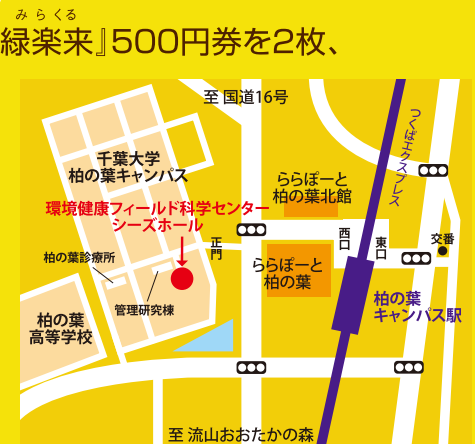 みらくる
緑楽来』500円券を2枚、
至 国道16号
つくばエクスプレス
千葉大学
柏の葉キャンパス
ららぽーと
柏の葉北館
環境健康フィールド科学センター
シーズホール
正門
西口
東口
交番
柏の葉診療所
ららぽーと
柏の葉
管理研究棟
柏の葉
キャンパス駅
柏の葉
高等学校
至 流山おおたかの森